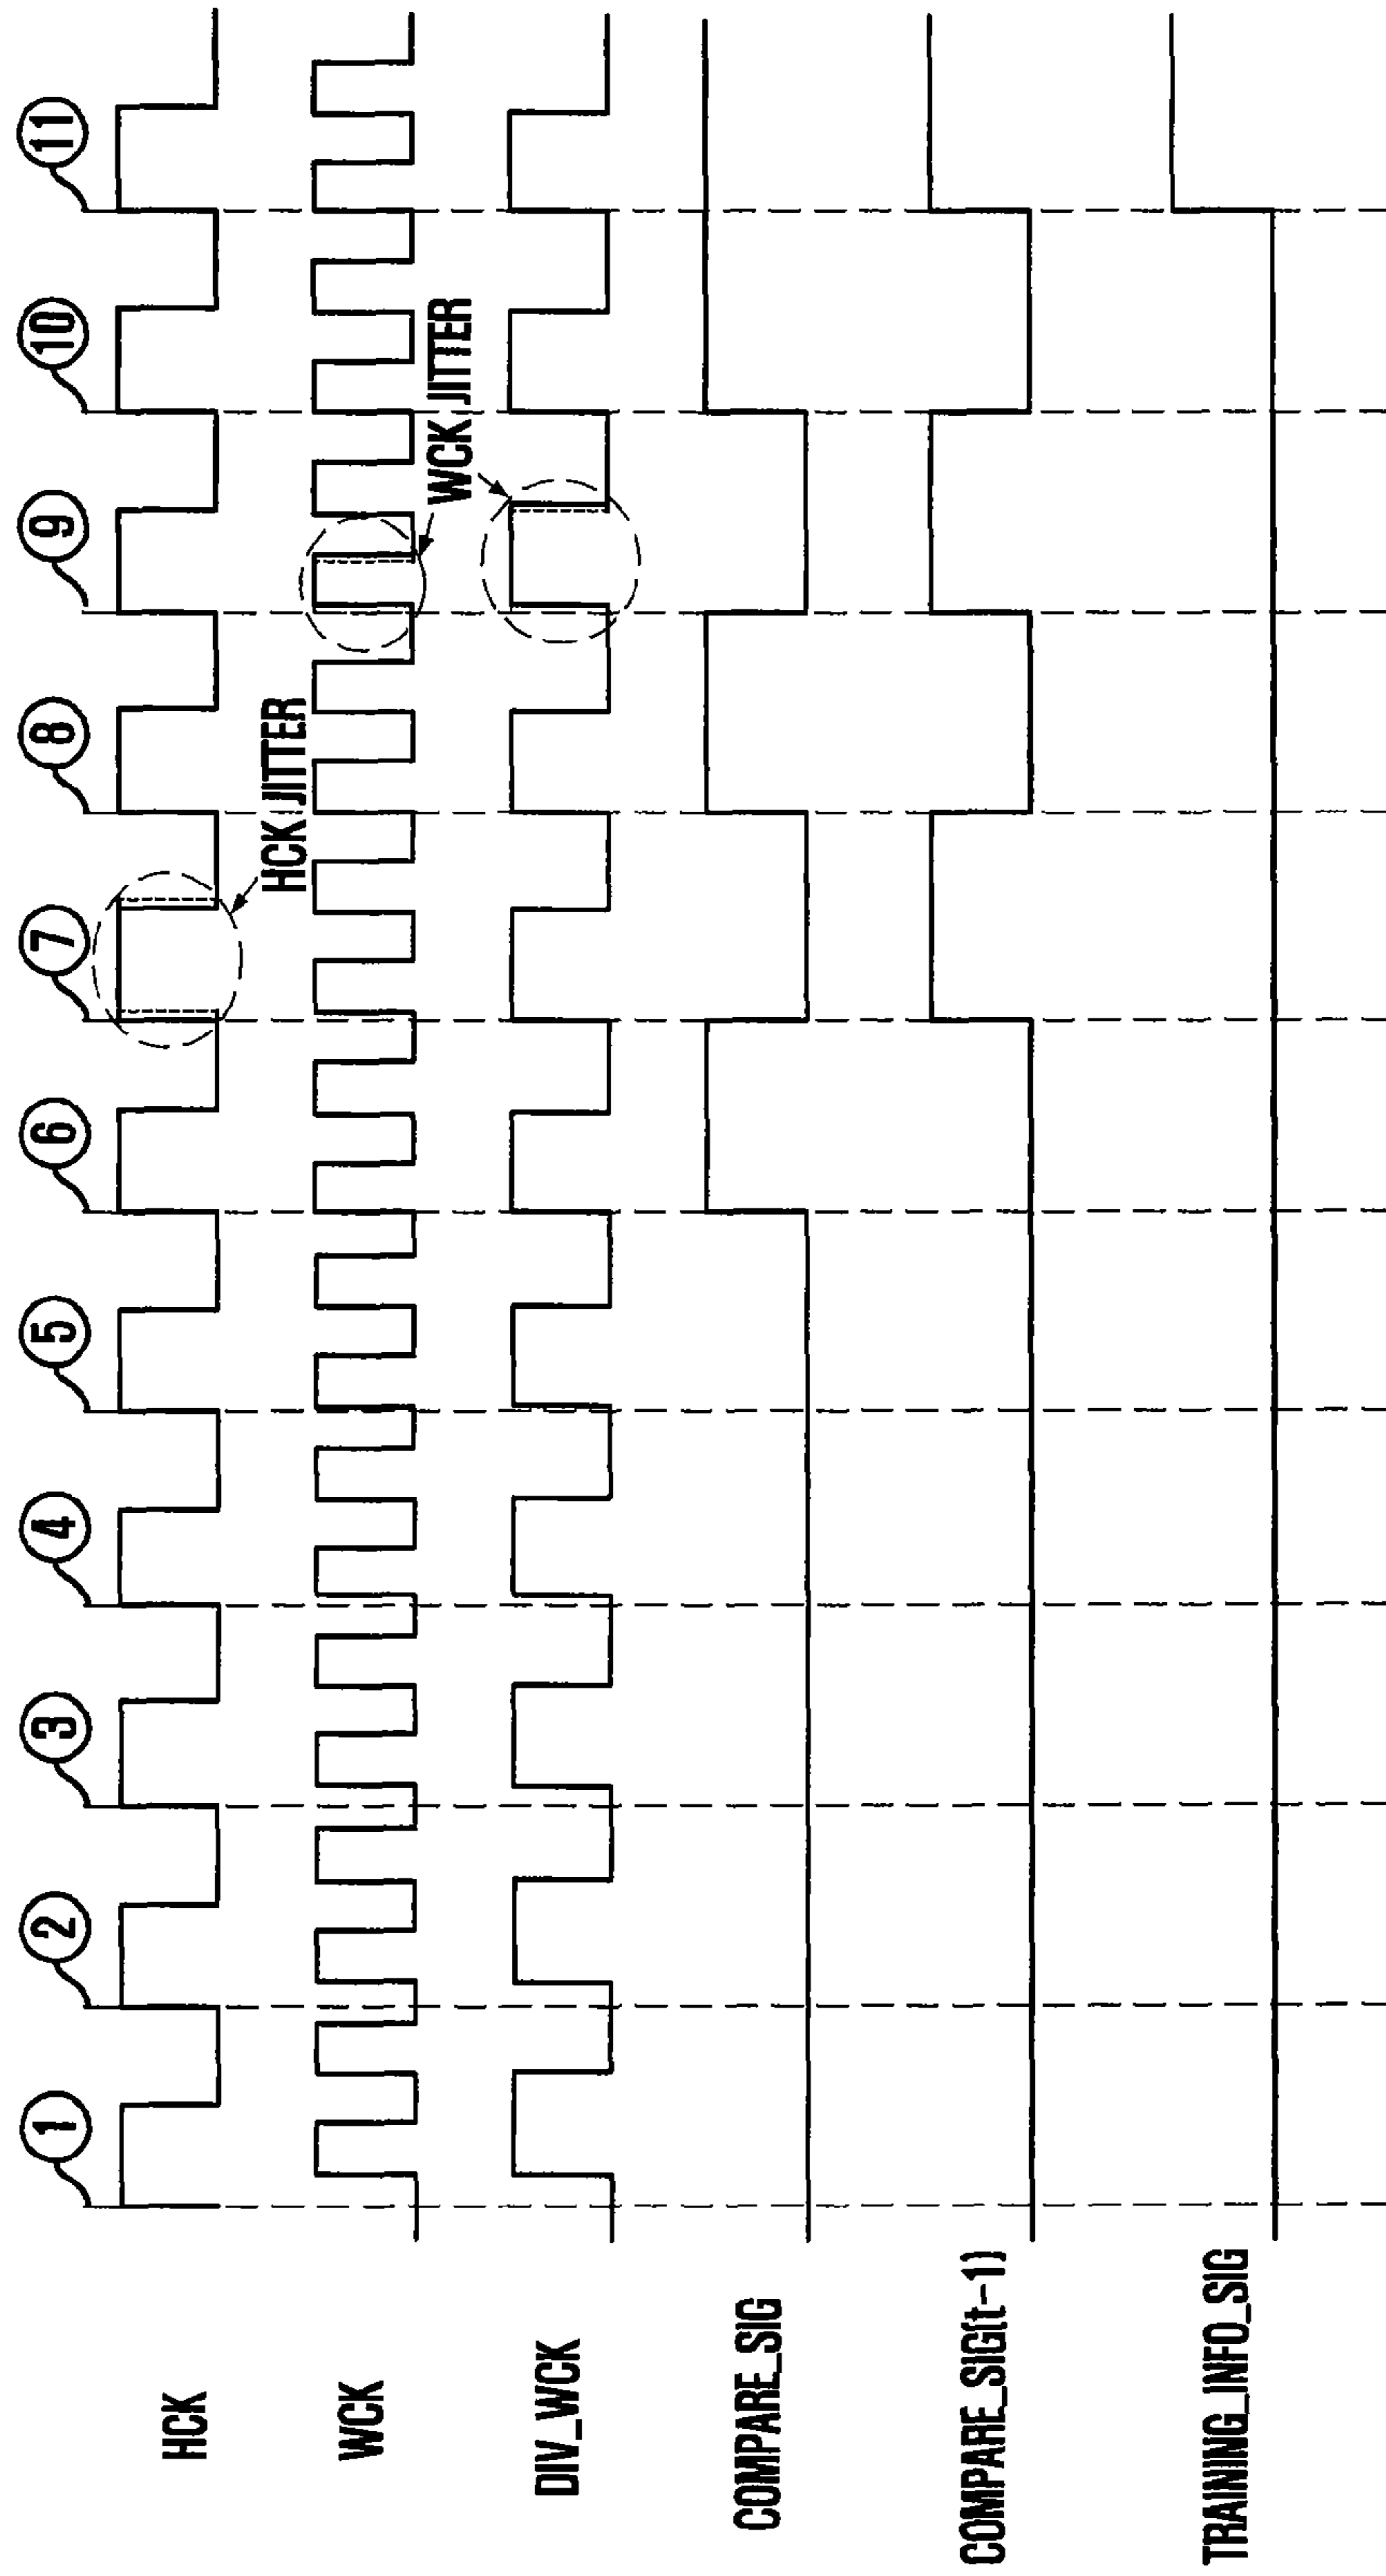 ①
②
③
④
⑤
⑥
⑦
⑧
⑨
⑩
⑪
HCK
HCK JITTER
WCK
WCK JITTER
DIV_WCK
COMPARE_SIG
COMPARE_SIG(t-1)
TRAINING_INFO_SIG